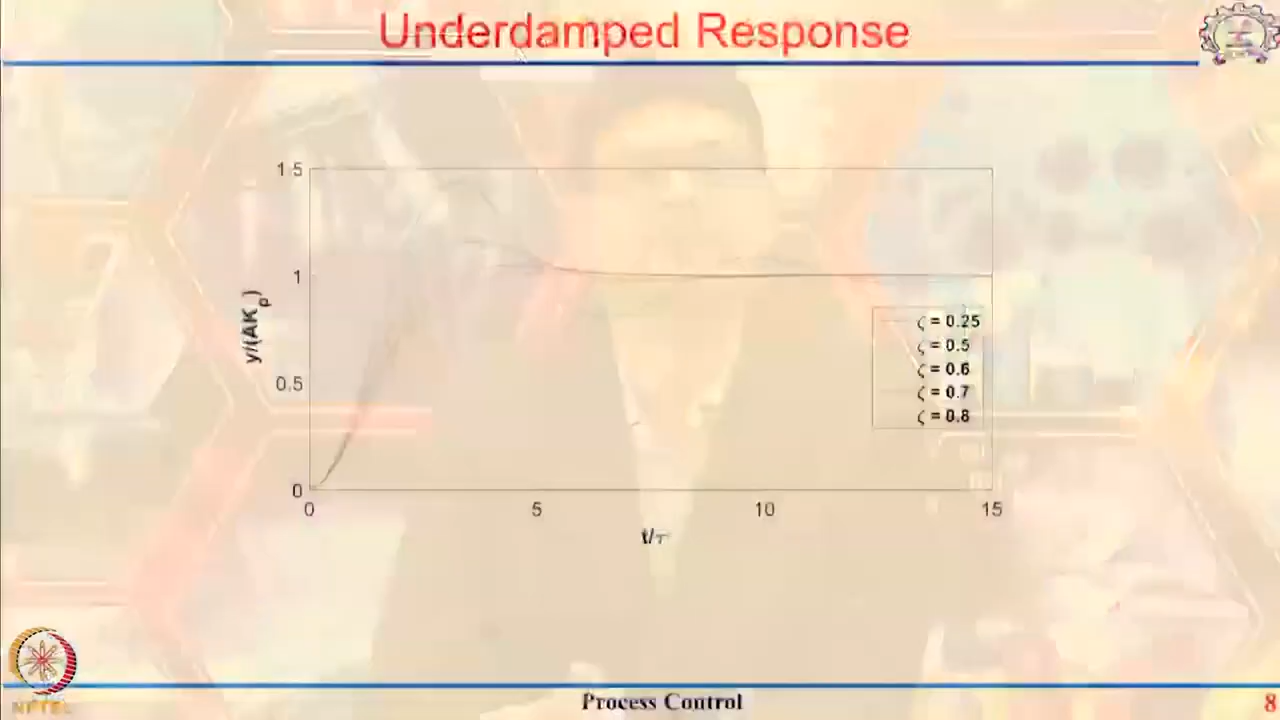 Underdamped Response
1.5
1
0.5
0
y/(AKp)
ζ = 0.25
ζ = 0.5
ζ = 0.6
ζ = 0.7
ζ = 0.8
0 5 10 15
t/τ
NPTEL
Process Control
8